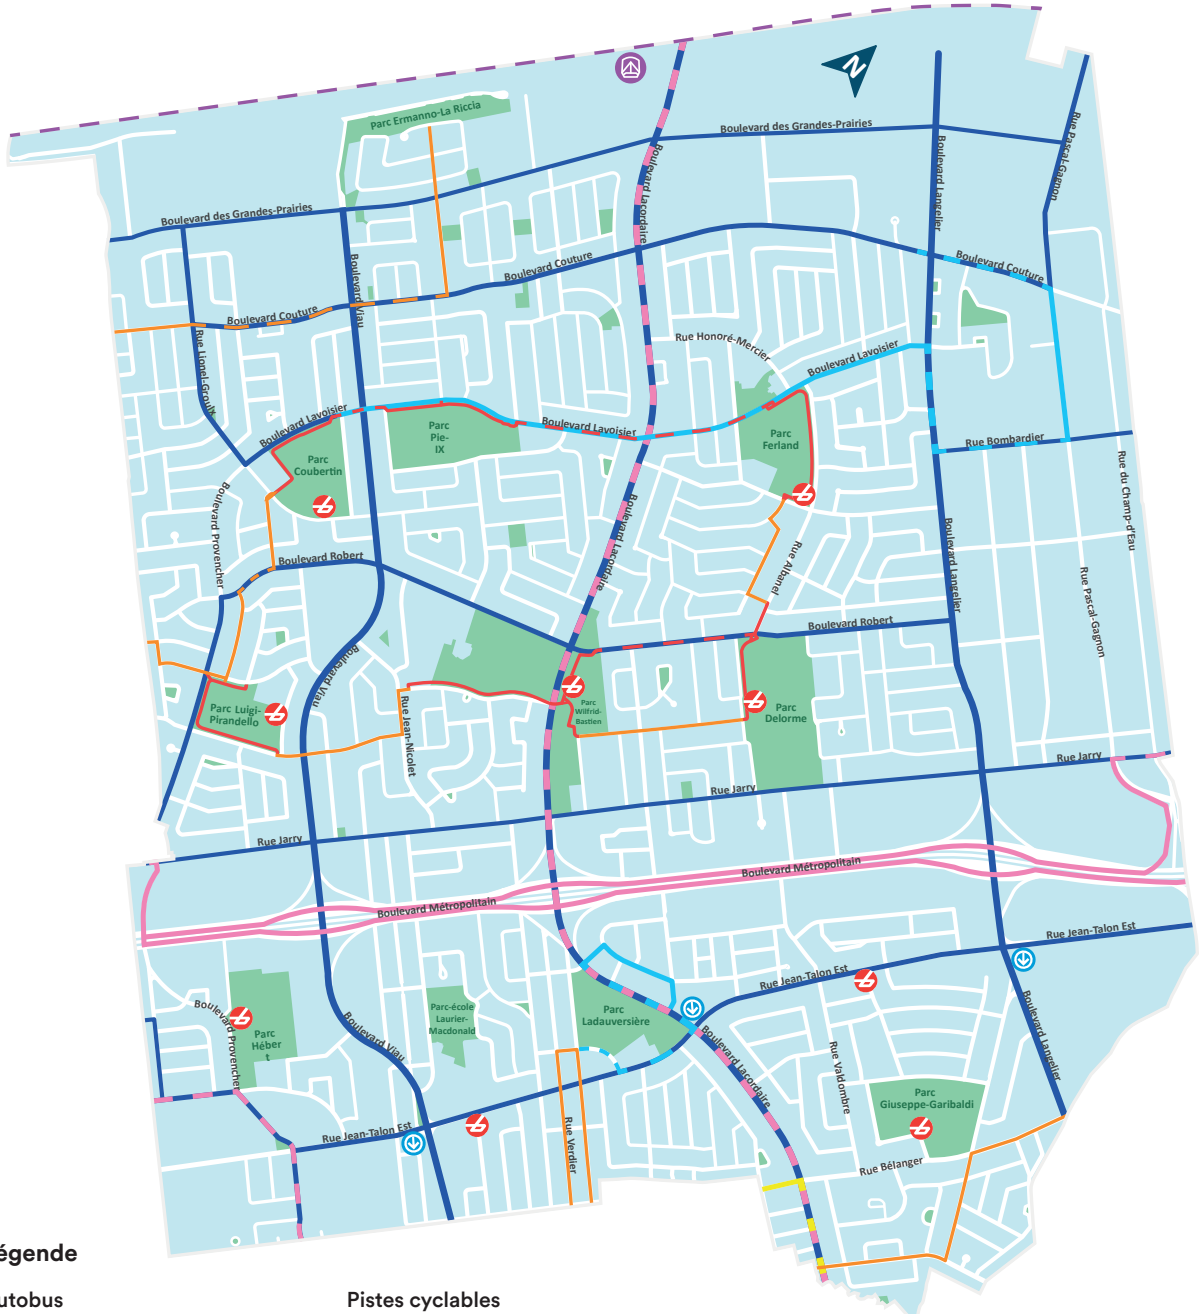 Parc Ermanno-La Riccia
N
Boulevard des Grandes-Prairies
Rue Pascal-Gagnon
Boulevard Lacordaire
Boulevard Langelier
Boulevard des Grandes-Prairies
Boulevard Viau
Boulevard Couture
Boulevard Couture
Boulevard Couture
Rue Lionel-Groulx
Rue Honoré-Mercier
Boulevard Lavoisier
Boulevard Lavoisier
Boulevard Lavoisier
Parc
Pie-
IX
Parc
Ferland
Rue Bombardier
Parc
Coubertin
Rue du Champ-d'Eau
Boulevard Provencher
Boulevard Lacordaire
Boulevard Langelier
Boulevard Robert
Rue Albanel
Rue Pascal-Gagnon
Boulevard Robert
Boulevard Viau
Parc Luigi-
Pirandello
Rue Jean-Nicolet
Parc
Wilfrid-
Bastien
Parc
Delorme
Rue Jarry
Rue Jarry
Rue Jarry
Boulevard Métropolitain
Boulevard Métropolitain
Rue Jean-Talon Est
Rue Jean-Talon Est
Boulevard Provencher
Parc
Héber
t
Parc-école
Laurier-
Macdonald
Parc
Ladauversière
Boulevard Viau
Boulevard Lacordaire
Rue Valdombre
Boulevard Langelier
Parc
Giuseppe-Garibaldi
Rue Jean-Talon Est
Rue Verdier
Rue Bélanger
égende
utobus
Pistes cyclables